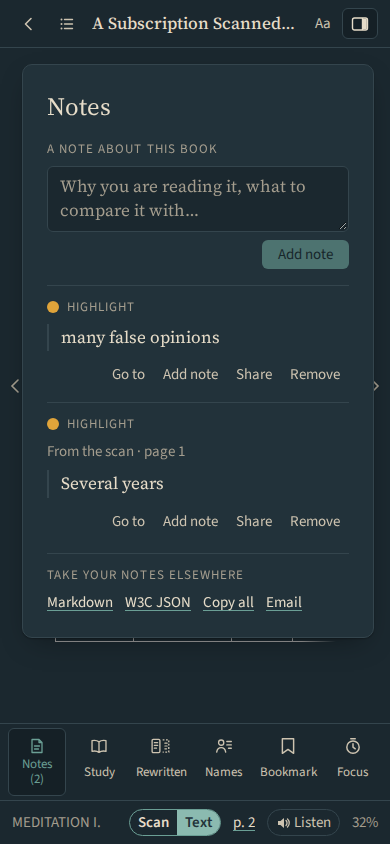 A Subscription Scanned...
Aa
Notes
A NOTE ABOUT THIS BOOK
Why you are reading it, what to
compare it with...
Add note
HIGHLIGHT
many false opinions
Go to Add note Share Remove
HIGHLIGHT
From the scan · page 1
Several years
Go to Add note Share Remove
TAKE YOUR NOTES ELSEWHERE
Markdown W3C JSON Copy all Email
Notes
(2)
Study
Rewritten
Names
Bookmark
Focus
MEDITATION I. Scan Text p. 2 Listen 32%